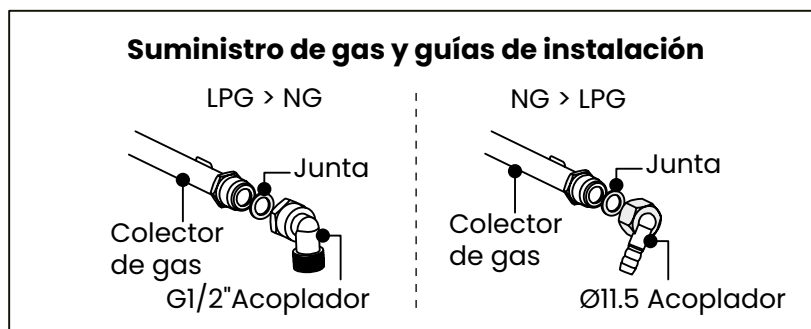 Suministro de gas y guías de instalación
LPG > NG
Junta
Colector
de gas
G1/2"Acoplador
NG > LPG
Junta
Colector
de gas
Ø11.5 Acoplador